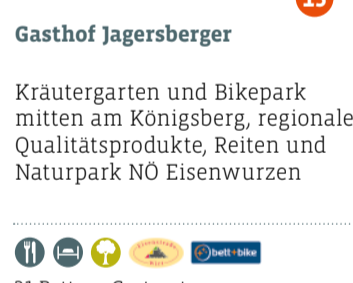 Gasthof Jagersberger
Kräutergarten und Bikepark
mitten am Königsberg, regionale
Qualitätsprodukte, Reiten und
Naturpark NÖ Eisenwurzen
bett+bike